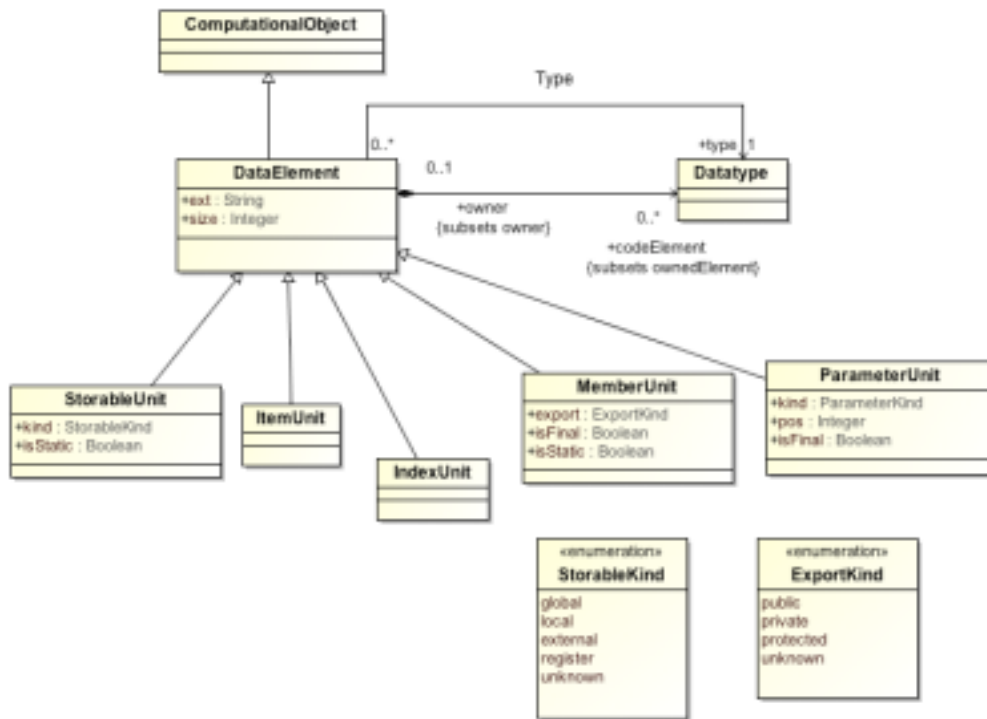 ComputationalObject
Type
0..*
+type 1
DataElement
+ext : String
+size : Integer
0..1
+owner
{subsets owner}
0..*
+codeElement
{subsets ownedElement}
Datatype
StorableUnit
+kind : StorableKind
+isStatic : Boolean
ItemUnit
IndexUnit
MemberUnit
+export : ExportKind
+isFinal : Boolean
+isStatic : Boolean
ParameterUnit
+kind : ParameterKind
+pos : Integer
+isFinal : Boolean
«enumeration»
StorableKind
global
local
external
register
unknown
«enumeration»
ExportKind
public
private
protected
unknown